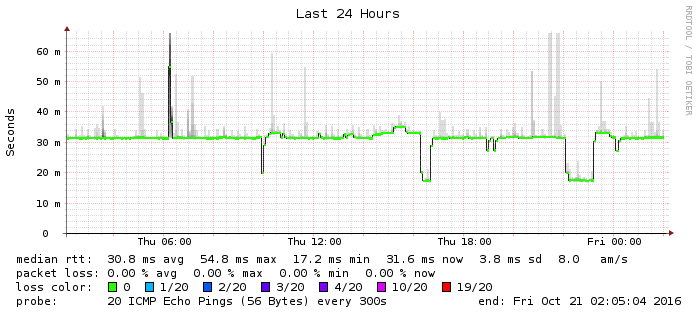 Last 24 Hours
RRDTOOL / TOBI OETIKER
Seconds
60 m
50 m
40 m
30 m
20 m
10 m
0
Thu 06:00 Thu 12:00 Thu 18:00 Fri 00:00
median rtt: 30.8 ms avg 54.8 ms max 17.2 ms min 31.6 ms now 3.8 ms sd 8.0 am/s
packet loss: 0.00 % avg 0.00 % max 0.00 % min 0.00 % now
loss color: 0 1/20 2/20 3/20 4/20 10/20 19/20
probe: 20 ICMP Echo Pings (56 Bytes) every 300s end: Fri Oct 21 02:05:04 2016